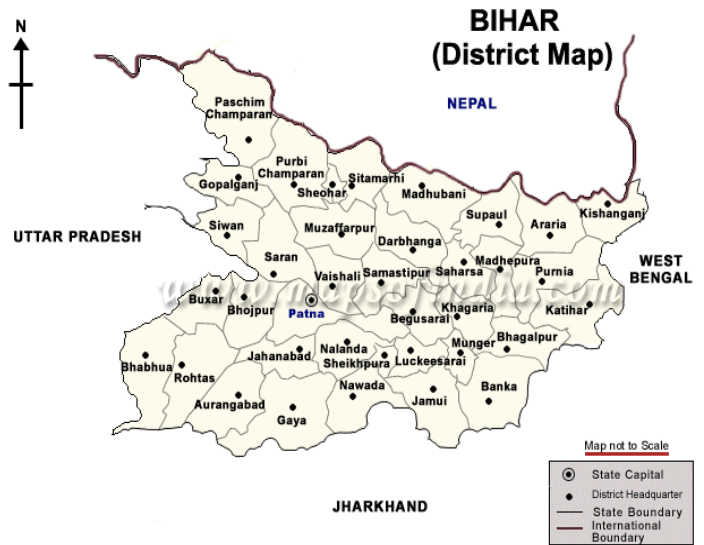 BIHAR
(District Map)
N
NEPAL
Paschim
Champaran
Purbi
Champaran
Gopalganj
Sheohar
Sitamarhi
Madhubani
Kishanganj
Supaul
Araria
Siwan
Muzaffarpur
Darbhanga
UTTAR PRADESH
WEST
BENGAL
Saran
Vaishali
Samastipur
Saharsa
Madhepura
Purnia
www.mapsofindia.com
Buxar
Bhojpur
Patna
Begusarai
Khagaria
Katihar
Jahanabad
Nalanda
Sheikhpura
Luckeesarai
Munger
Bhagalpur
Bhabhua
Rohtas
Aurangabad
Gaya
Nawada
Jamui
Banka
JHARKHAND
Map not to Scale
State Capital
District Headquarter
State Boundary
International
Boundary